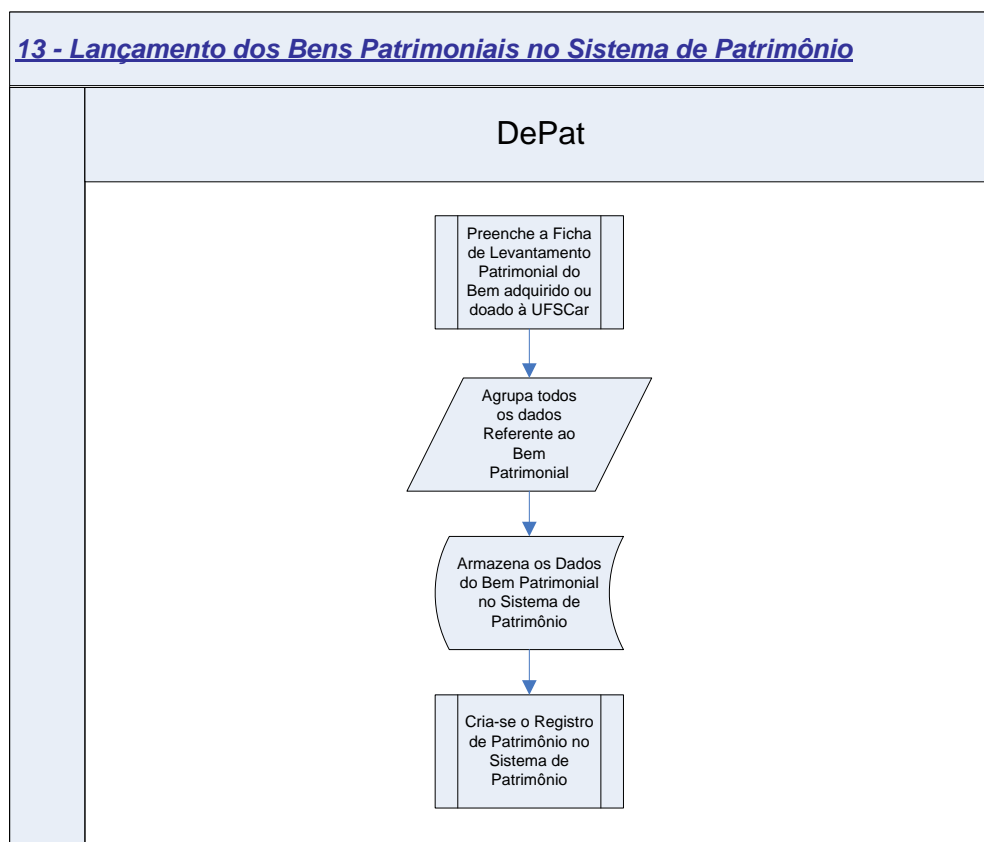 13 - Lançamento dos Bens Patrimoniais no Sistema de Patrimônio
DePat
Preenche a Ficha
de Levantamento
Patrimonial do
Bem adquirido ou
doado à UFSCar
Agrupa todos
os dados
Referente ao
Bem
Patrimonial
Armazena os Dados
do Bem Patrimonial
no Sistema de
Patrimônio
Cria-se o Registro
de Patrimônio no
Sistema de
Patrimônio